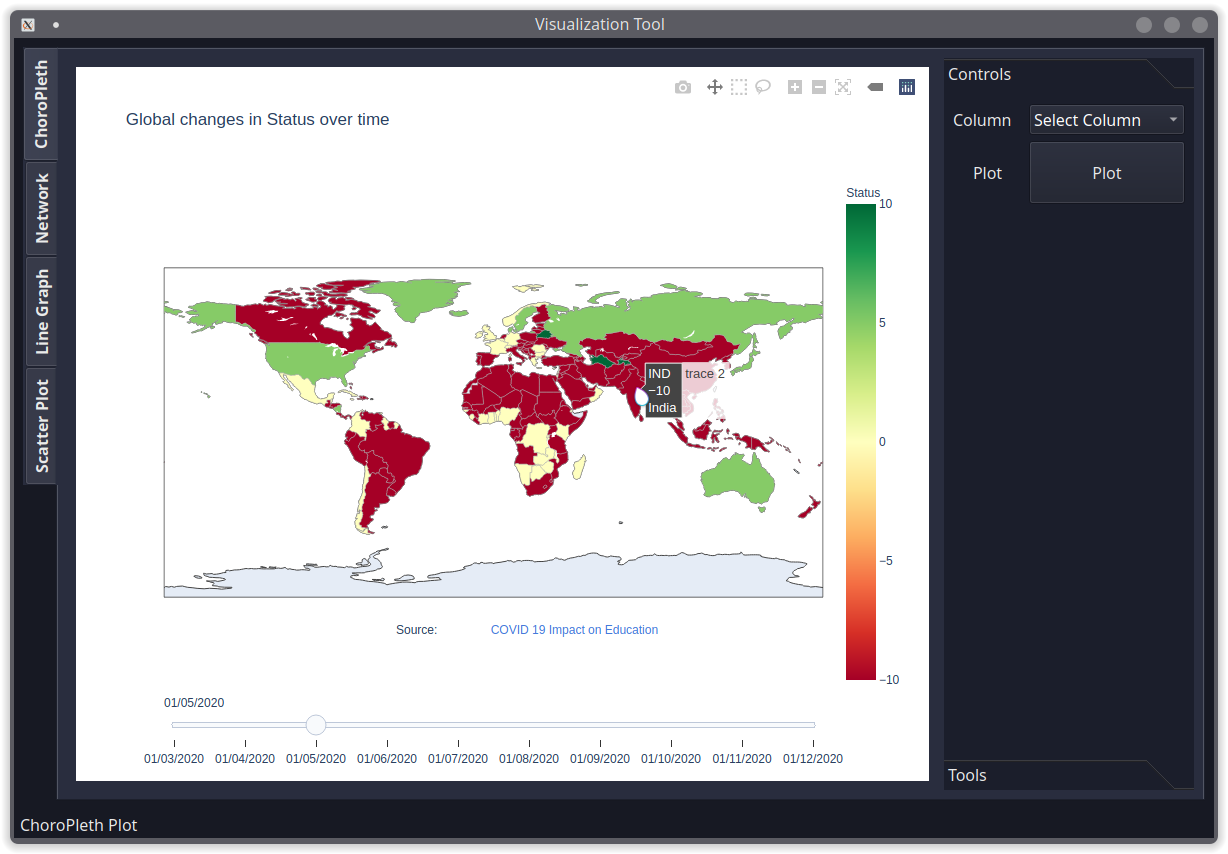 Visualization Tool
ChoroPleth
Network
Line Graph
Scatter Plot
Global changes in Status over time
Status
10
5
0
−5
−10
IND
−10
India
trace 2
Source:
COVID 19 Impact on Education
01/05/2020
01/03/2020 01/04/2020 01/05/2020 01/06/2020 01/07/2020 01/08/2020 01/09/2020 01/10/2020 01/11/2020 01/12/2020
Controls
Column Select Column
Plot Plot
Tools
ChoroPleth Plot